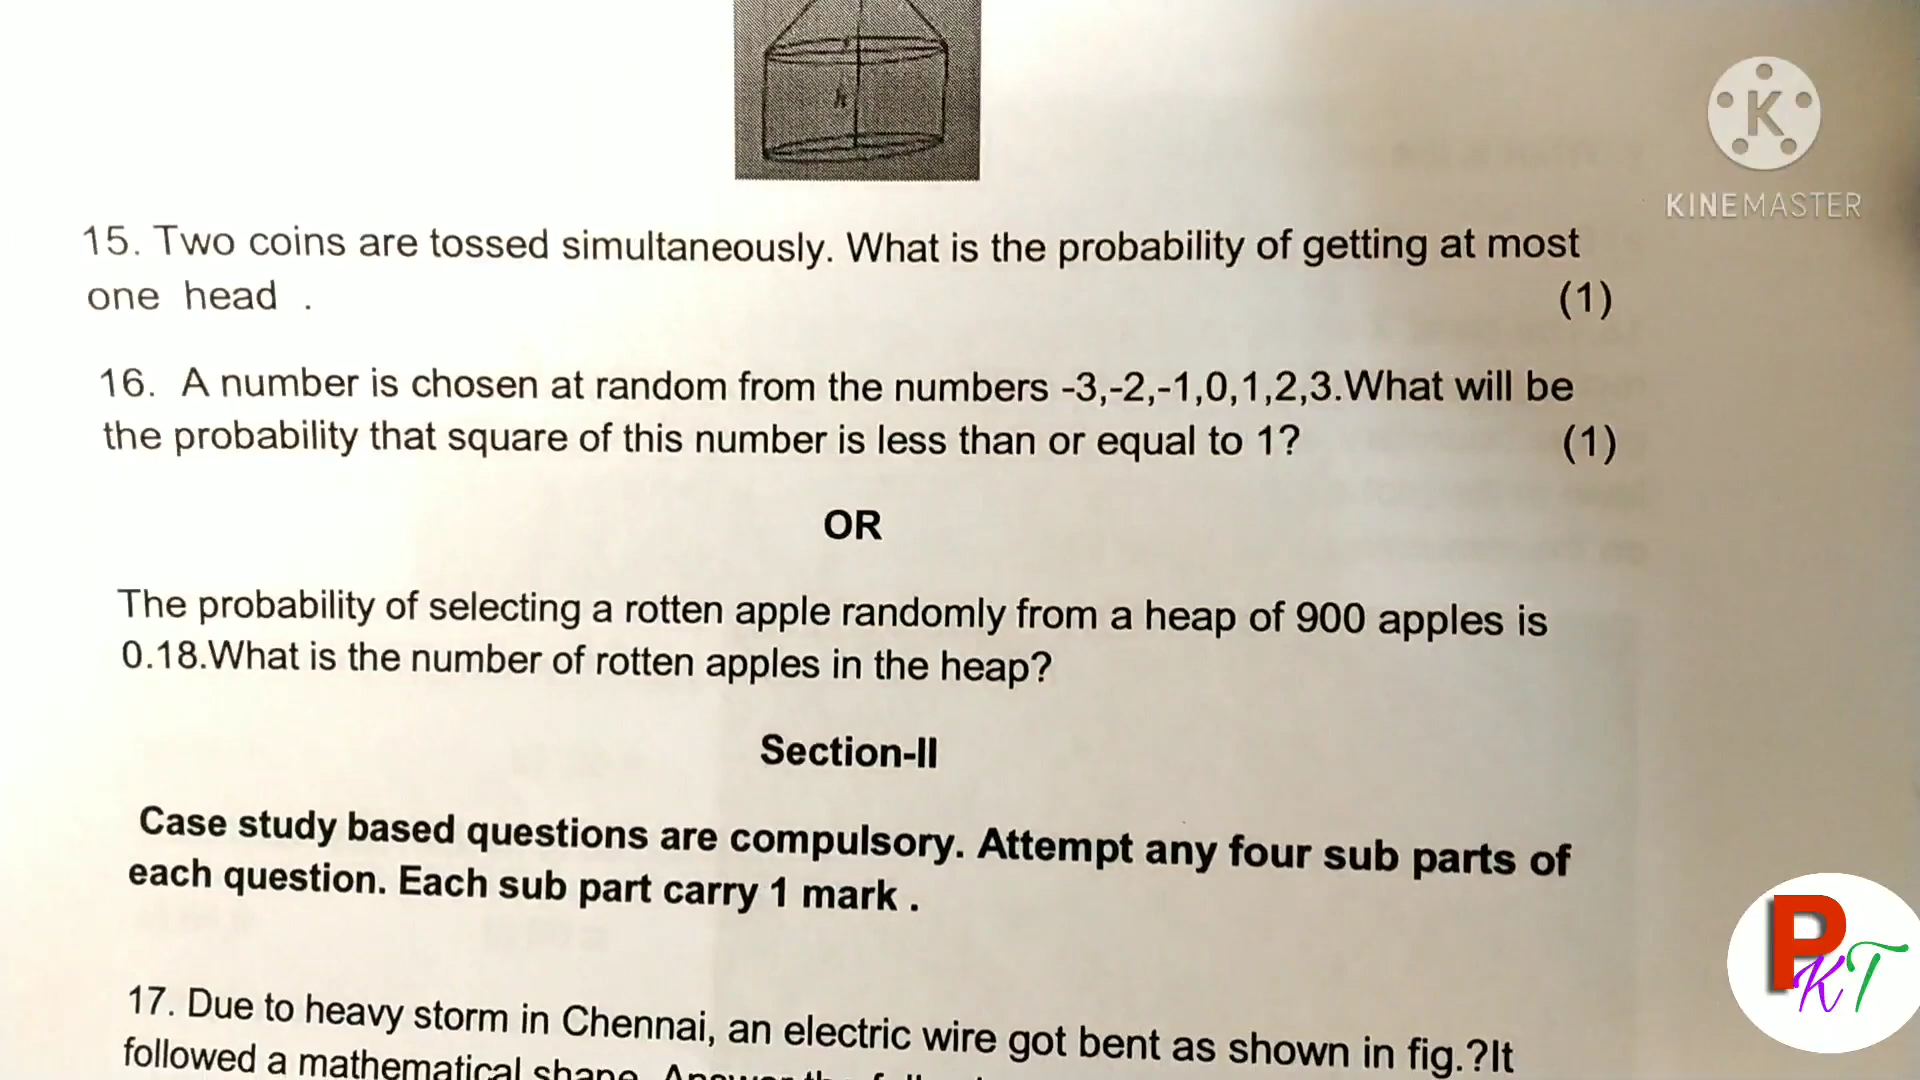 h
K
KINEMASTER
15. Two coins are tossed simultaneously. What is the probability of getting at most
one head .
(1)
16. A number is chosen at random from the numbers -3,-2,-1,0,1,2,3.What will be
the probability that square of this number is less than or equal to 1?
(1)
OR
The probability of selecting a rotten apple randomly from a heap of 900 apples is
0.18.What is the number of rotten apples in the heap?
Section-II
Case study based questions are compulsory. Attempt any four sub parts of
each question. Each sub part carry 1 mark .
PKT
17. Due to heavy storm in Chennai, an electric wire got bent as shown in fig.?It
followed a mathematical shape.